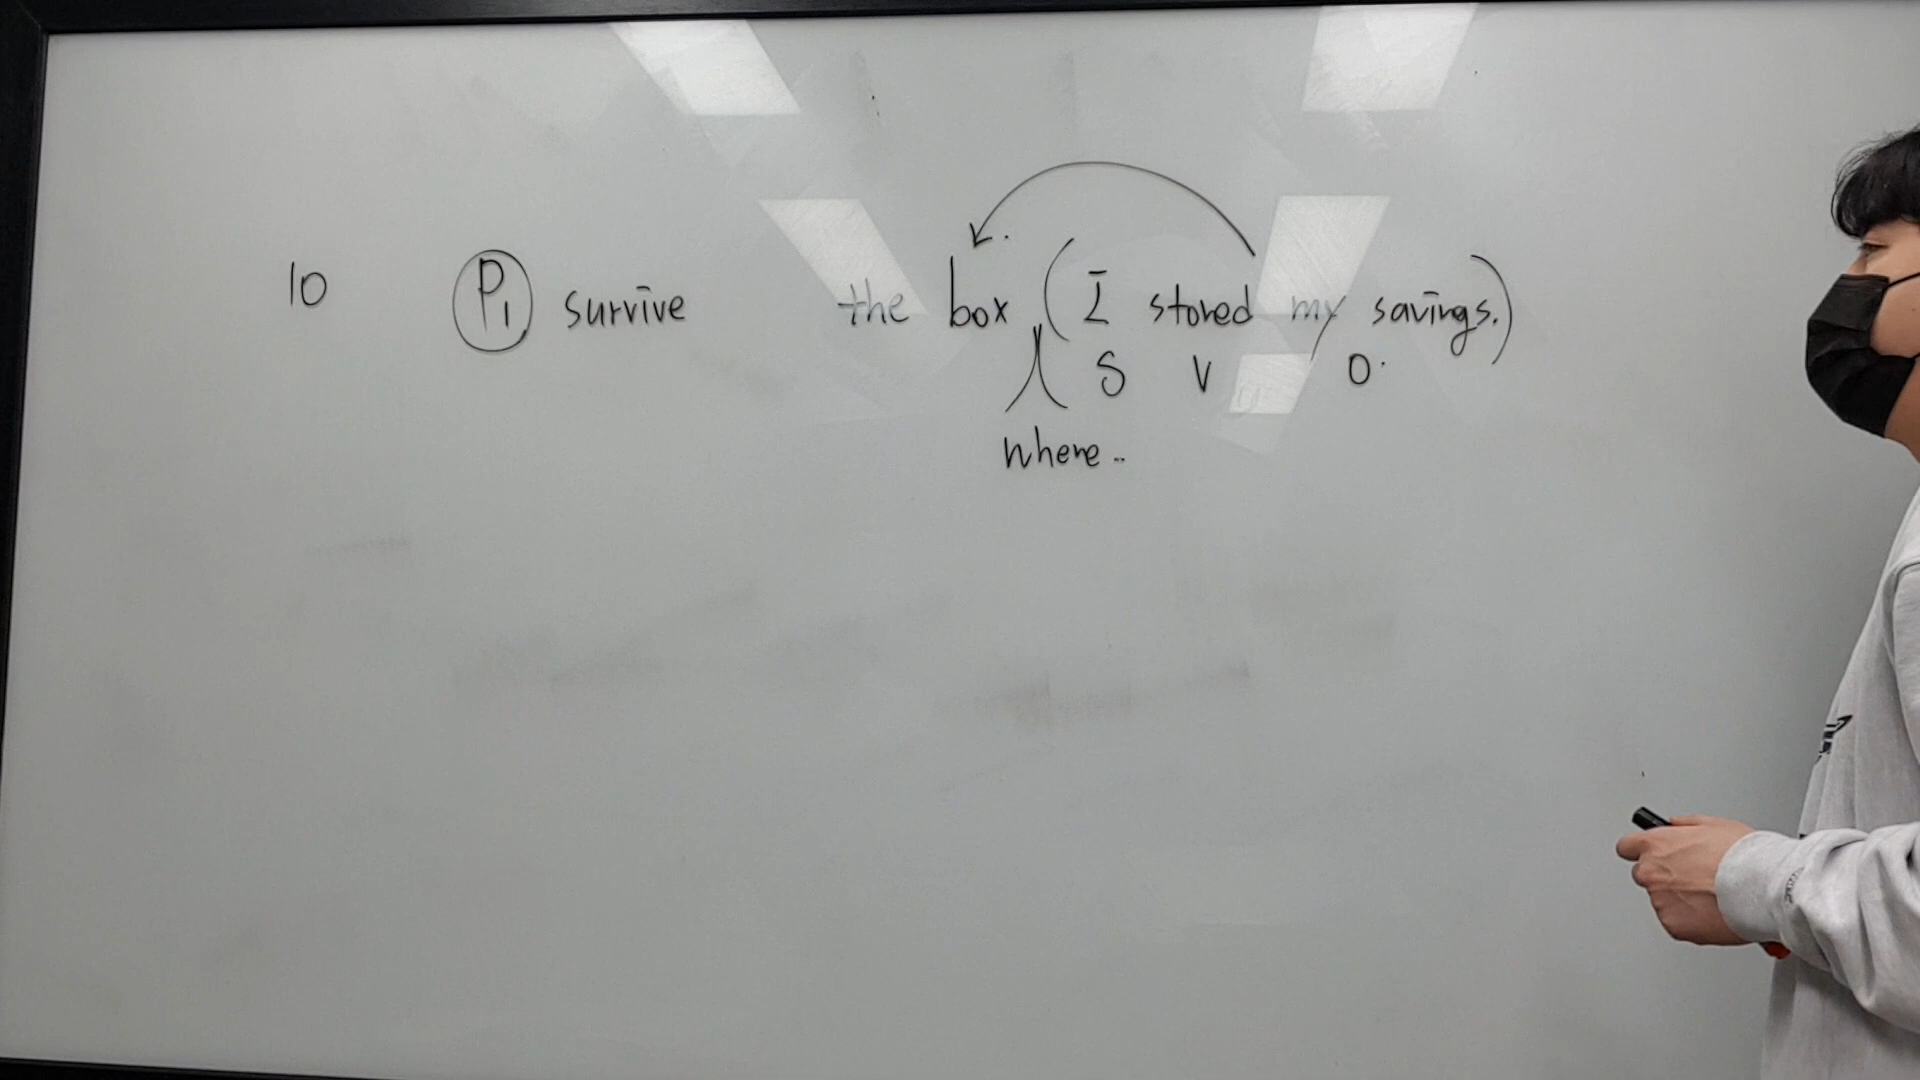 10 P1 survive the box (I stored my savings.)
S V O.
where..